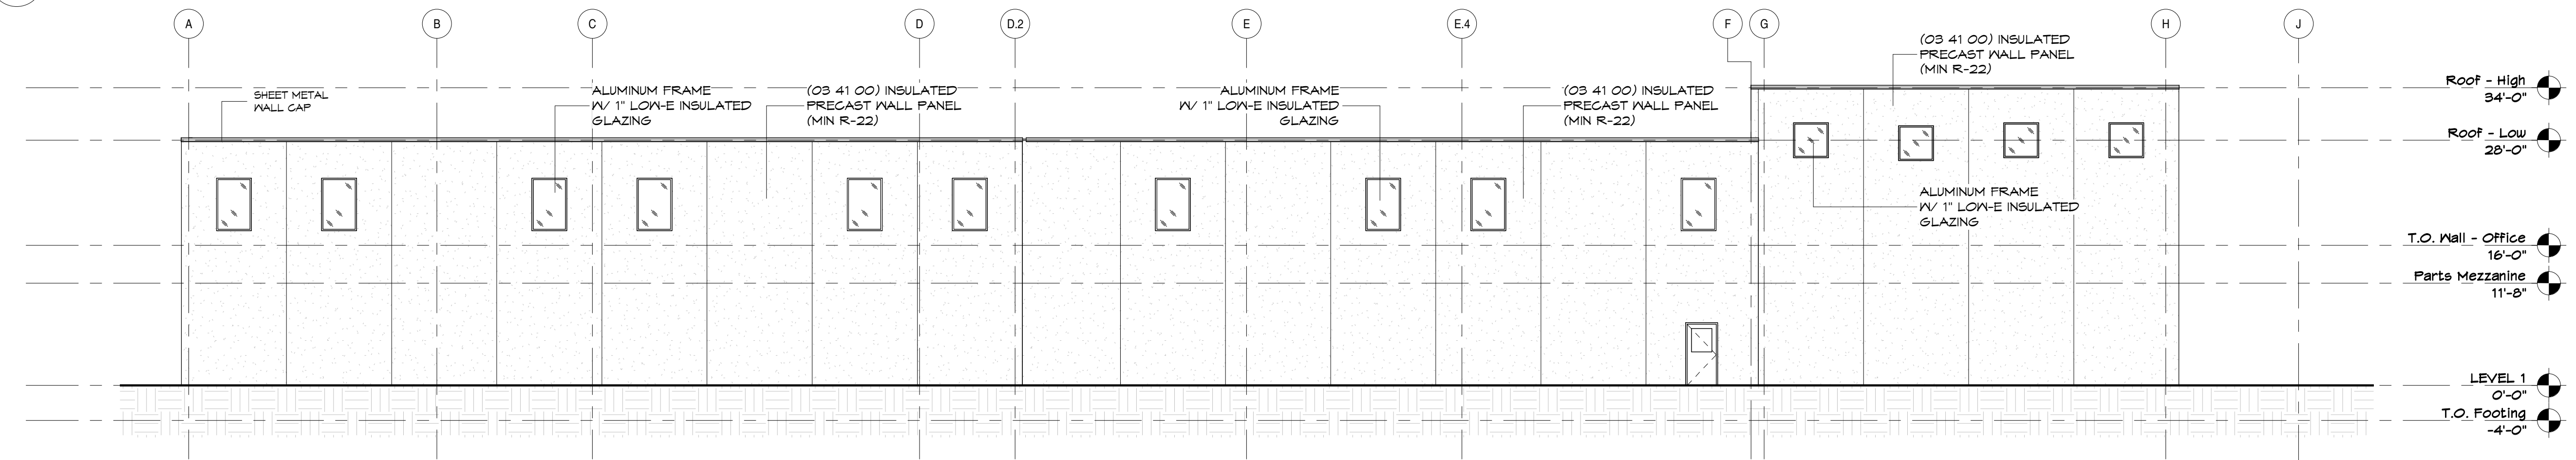 A
B
C
D
D.2
E
E.4
F
G
H
J
SHEET METAL
WALL CAP
ALUMINUM FRAME
W/ 1" LOW-E INSULATED
GLAZING
(03 41 00) INSULATED
PRECAST WALL PANEL
(MIN R-22)
ALUMINUM FRAME
W/ 1" LOW-E INSULATED
GLAZING
(03 41 00) INSULATED
PRECAST WALL PANEL
(MIN R-22)
(03 41 00) INSULATED
PRECAST WALL PANEL
(MIN R-22)
ALUMINUM FRAME
W/ 1" LOW-E INSULATED
GLAZING
Roof - High
34'-0"
Roof - Low
28'-0"
T.O. Wall - Office
16'-0"
Parts Mezzanine
11'-8"
LEVEL 1
0'-0"
T.O. Footing
-4'-0"